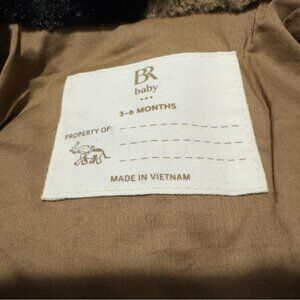 BR
baby
3-6 MONTHS
PROPERTY OF:
MADE IN VIETNAM